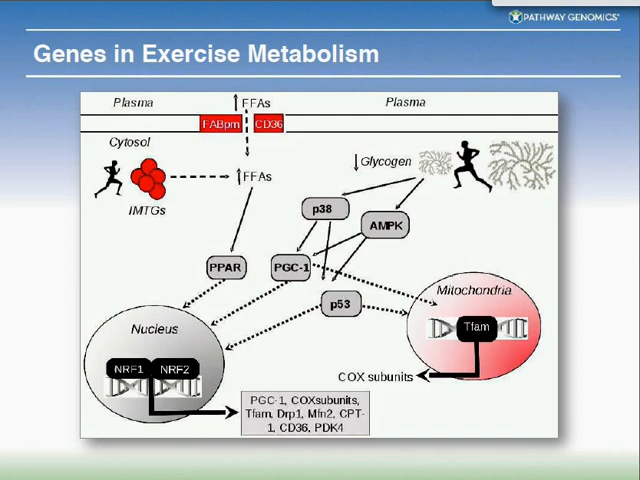 PATHWAY GENOMICS
Genes in Exercise Metabolism
Plasma
FFAs
Plasma
FABpm
CD36
Cytosol
Glycogen
FFAs
IMTGs
p38
AMPK
PPAR
PGC-1
p53
Mitochondria
Nucleus
Tfam
NRF1
NRF2
COX subunits
PGC-1, COXsubunits,
Tfam, Drp1, Mfn2, CPT-
1, CD36, PDK4